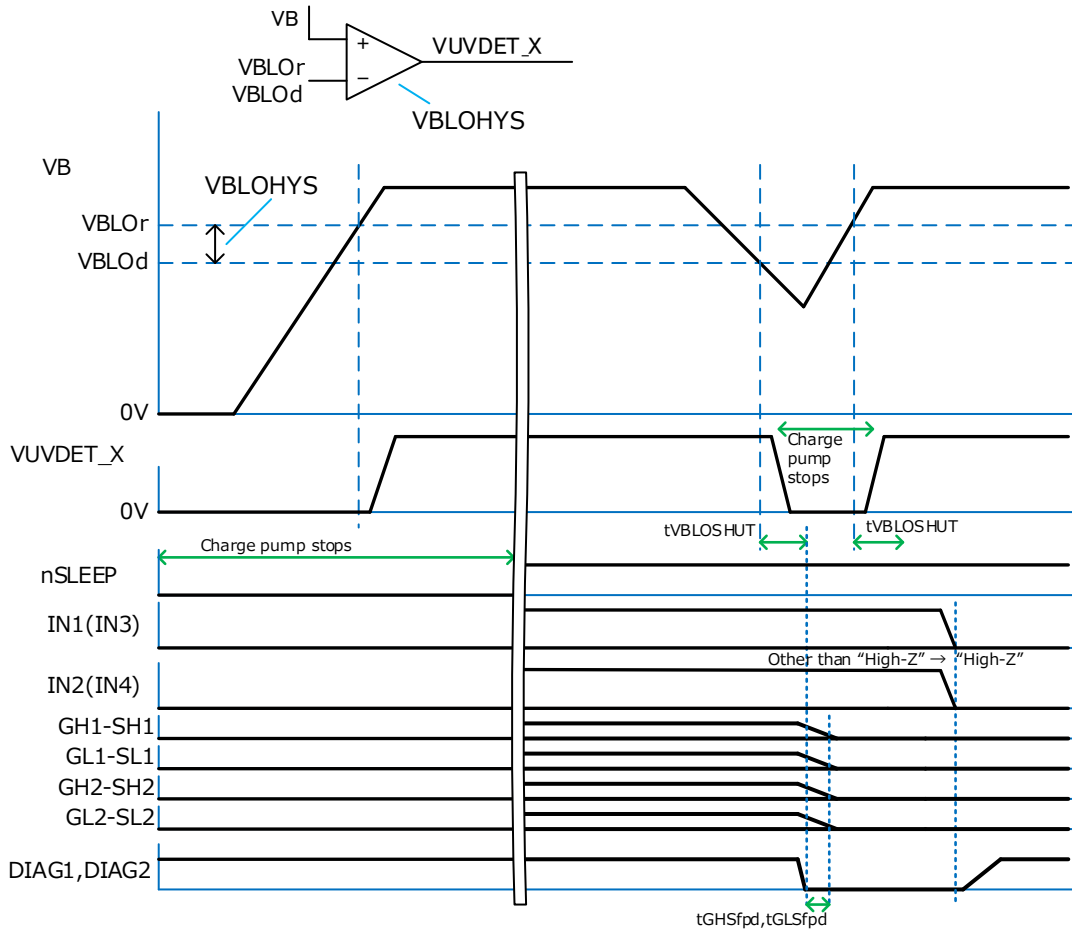 VB
+
VUVDET_X
VBLOr
VBLOd
−
VBLOHYS
VB
VBLOHYS
VBLOr
VBLOd
0V
VUVDET_X
Charge
pump
stops
0V
tVBLOSHUT
tVBLOSHUT
Charge pump stops
nSLEEP
IN1(IN3)
Other than “High-Z” → “High-Z”
IN2(IN4)
GH1-SH1
GL1-SL1
GH2-SH2
GL2-SL2
DIAG1,DIAG2
tGHSfpd,tGLSfpd